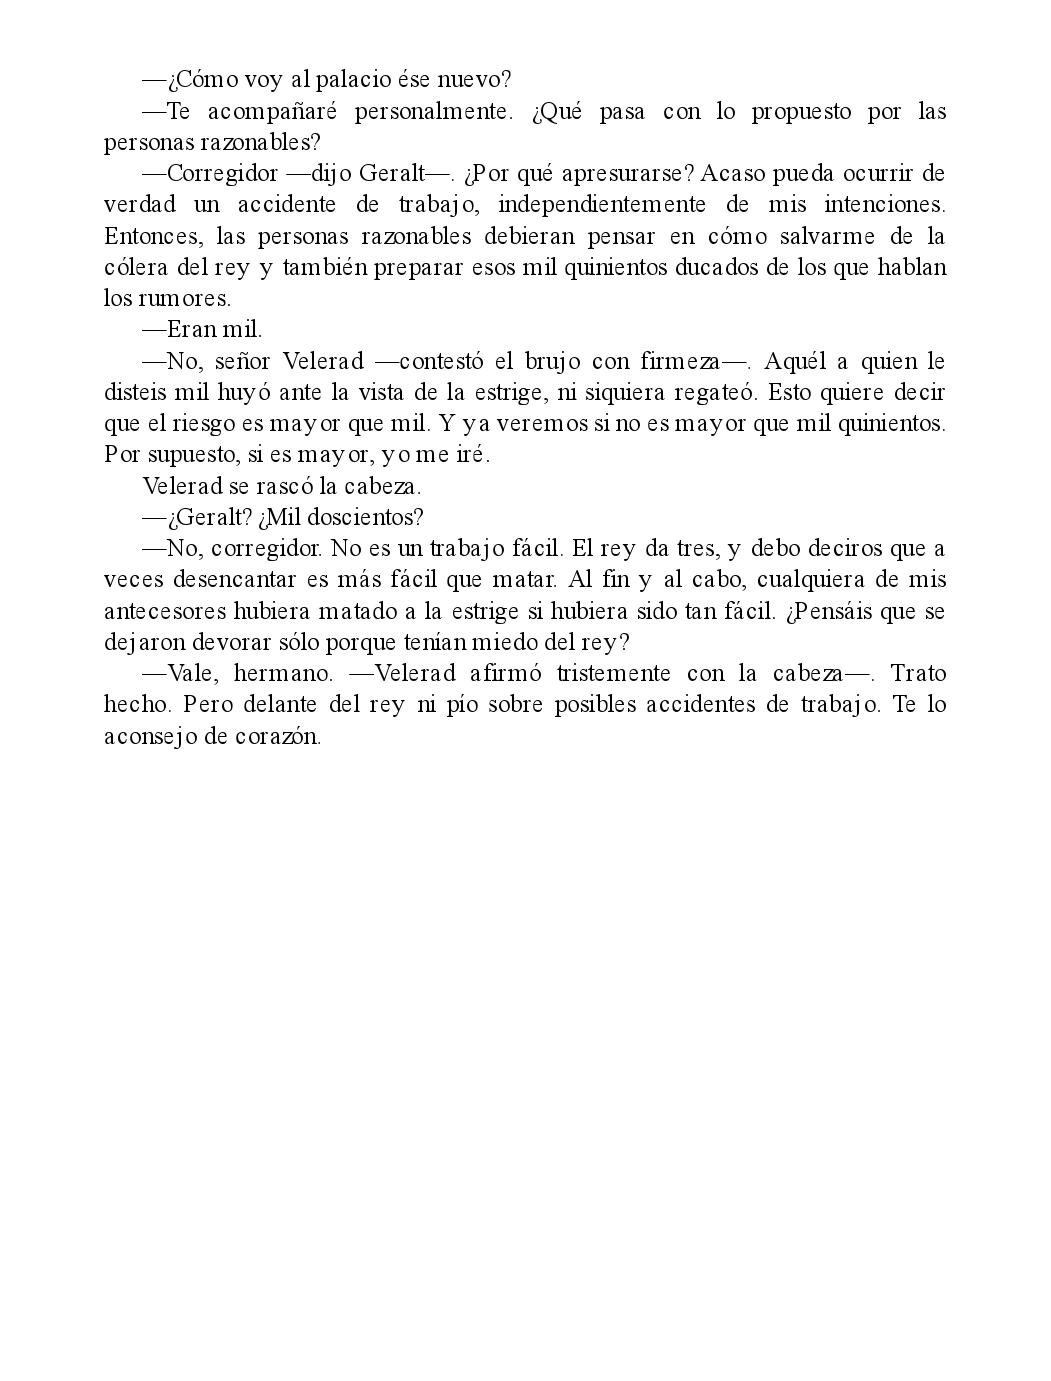 —¿Cómo voy al palacio ése nuevo?
—Te acompañaré personalmente. ¿Qué pasa con lo propuesto por las
personas razonables?
—Corregidor —dijo Geralt—. ¿Por qué apresurarse? Acaso pueda ocurrir de
verdad un accidente de trabajo, independientemente de mis intenciones.
Entonces, las personas razonables debieran pensar en cómo salvarme de la
cólera del rey y también preparar esos mil quinientos ducados de los que hablan
los rumores.
—Eran mil.
—No, señor Velerad —contestó el brujo con firmeza—. Aquél a quien le
disteis mil huyó ante la vista de la estrige, ni siquiera regateó. Esto quiere decir
que el riesgo es mayor que mil. Y ya veremos si no es mayor que mil quinientos.
Por supuesto, si es mayor, yo me iré.
Velerad se rascó la cabeza.
—¿Geralt? ¿Mil doscientos?
—No, corregidor. No es un trabajo fácil. El rey da tres, y debo deciros que a
veces desencantar es más fácil que matar. Al fin y al cabo, cualquiera de mis
antecesores hubiera matado a la estrige si hubiera sido tan fácil. ¿Pensáis que se
dejaron devorar sólo porque tenían miedo del rey?
—Vale, hermano. —Velerad afirmó tristemente con la cabeza—. Trato
hecho. Pero delante del rey ni pío sobre posibles accidentes de trabajo. Te lo
aconsejo de corazón.